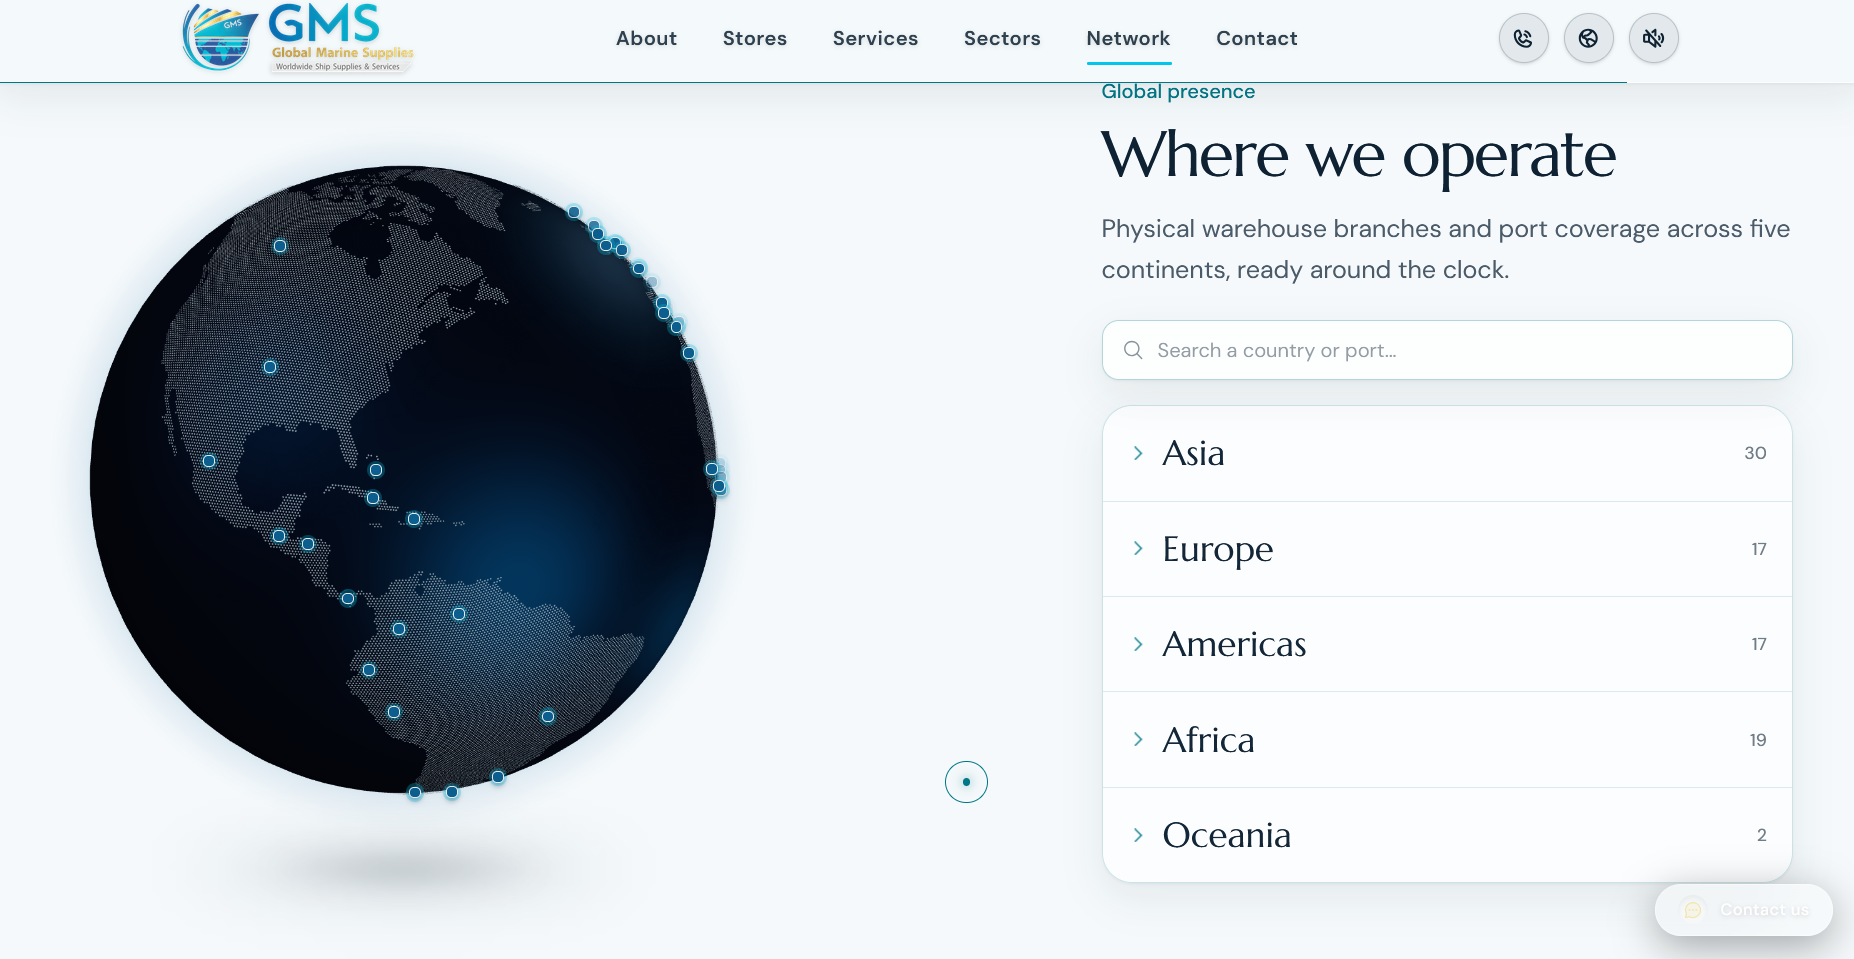 GMS
GMS
Global Marine Supplies
Worldwide Ship Supplies & Services
About
Stores
Services
Sectors
Network
Contact
Global presence
Where we operate
Physical warehouse branches and port coverage across five
continents, ready around the clock.
Search a country or port...
Asia
30
Europe
17
Americas
17
Africa
19
Oceania
2
Contact us